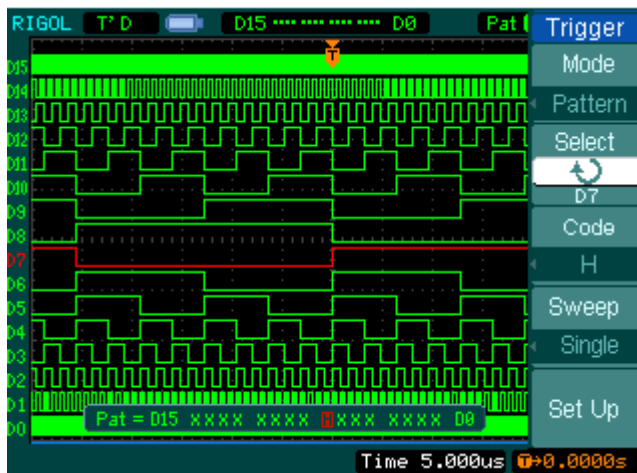 RIGOL T'D D15 ···· ···· ···· ···· D0 Pat
Trigger
Mode
Pattern
Select
D7
Code
H
Sweep
Single
Set Up
T
D15
D14
D13
D12
D11
D10
D9
D8
D7
D6
D5
D4
D3
D2
D1
D0
Pat = D15 XXXX XXXX HXXX XXXX D0
Time 5.000us T→0.0000s